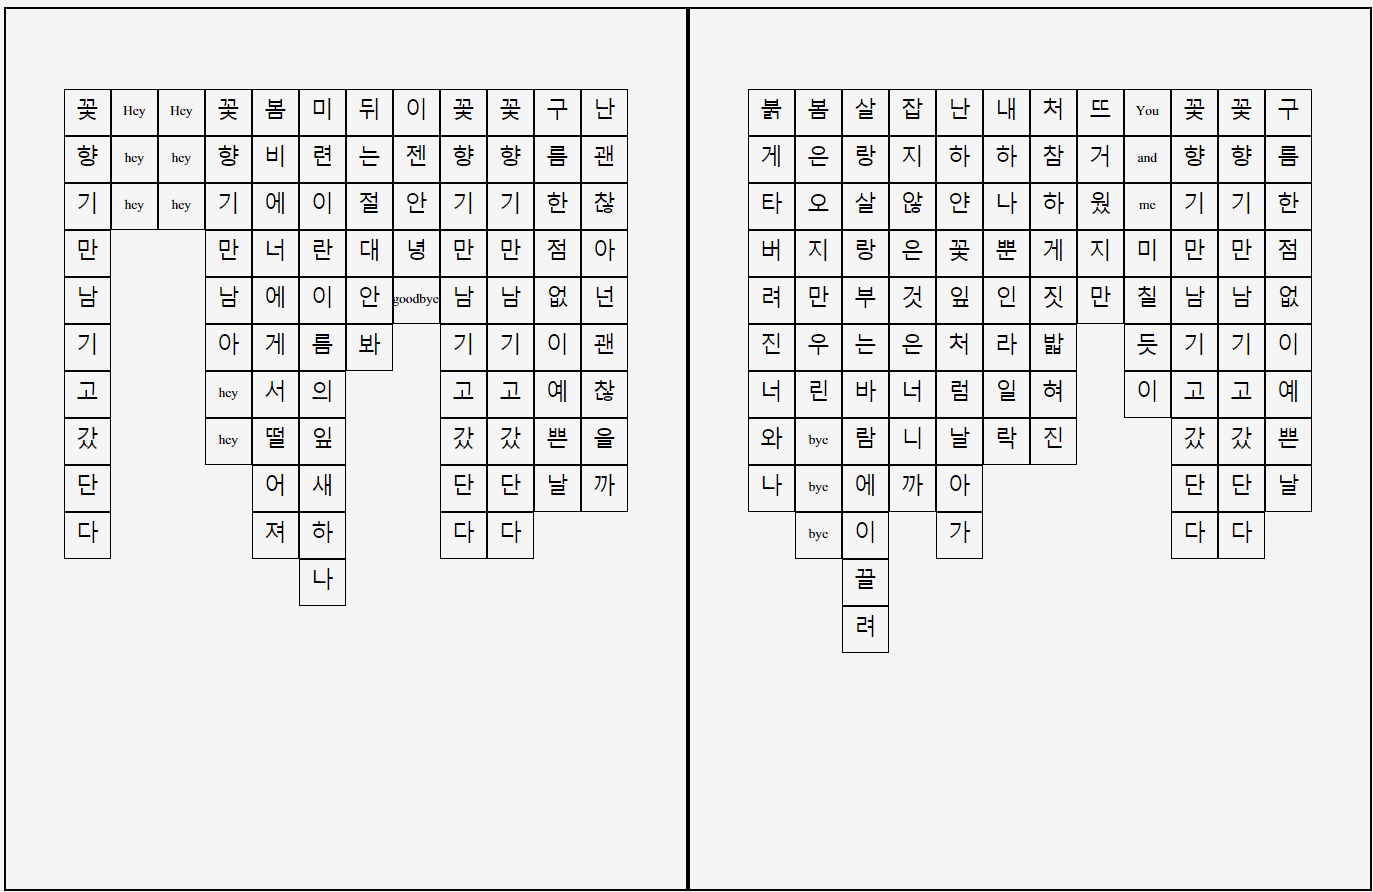 구름한점없이예쁜날
꽃향기만남기고갔단다
꽃향기만남기고갔단다
You and me 미칠듯이
뜨거웠지만
처참하게짓밟혀진
내하나뿐인라일락
난하얀꽃잎처럼날아가
잡지않은것은너니까
살랑살랑부는바람에이끌려
봄은오지만우린 bye bye bye
붉게타버려진너와나
난괜찮아넌괜찮을까
구름한점없이예쁜날
꽃향기만남기고갔단다
꽃향기만남기고갔단다
이젠안녕 goodbye
뒤는절대안봐
미련이란이름의잎새하나
봄비에너에게서떨어져
꽃향기만남아 hey hey
Hey hey hey
Hey hey hey
꽃향기만남기고갔단다